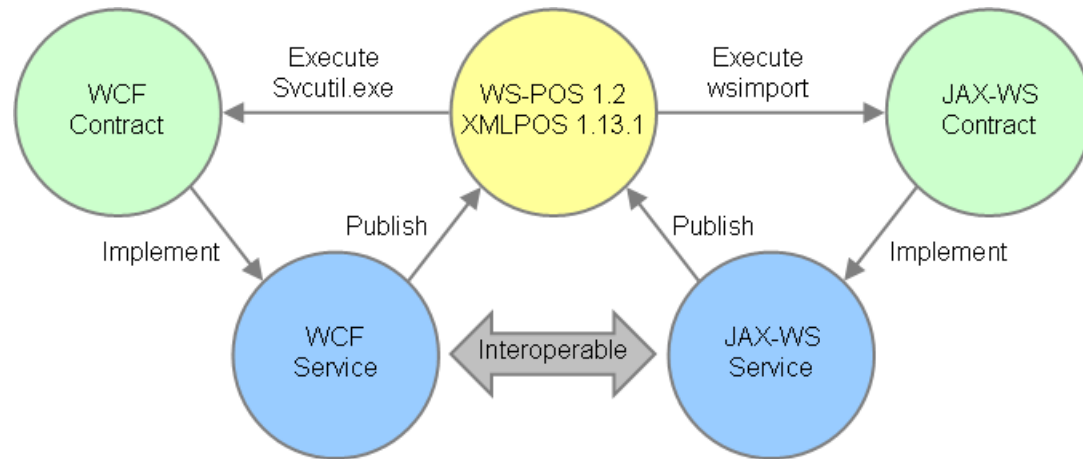 Execute
Svcutil.exe
Execute
wsimport
WCF
Contract
WS-POS 1.2
XMLPOS 1.13.1
JAX-WS
Contract
Implement
Publish
Publish
Implement
WCF
Service
Interoperable
JAX-WS
Service